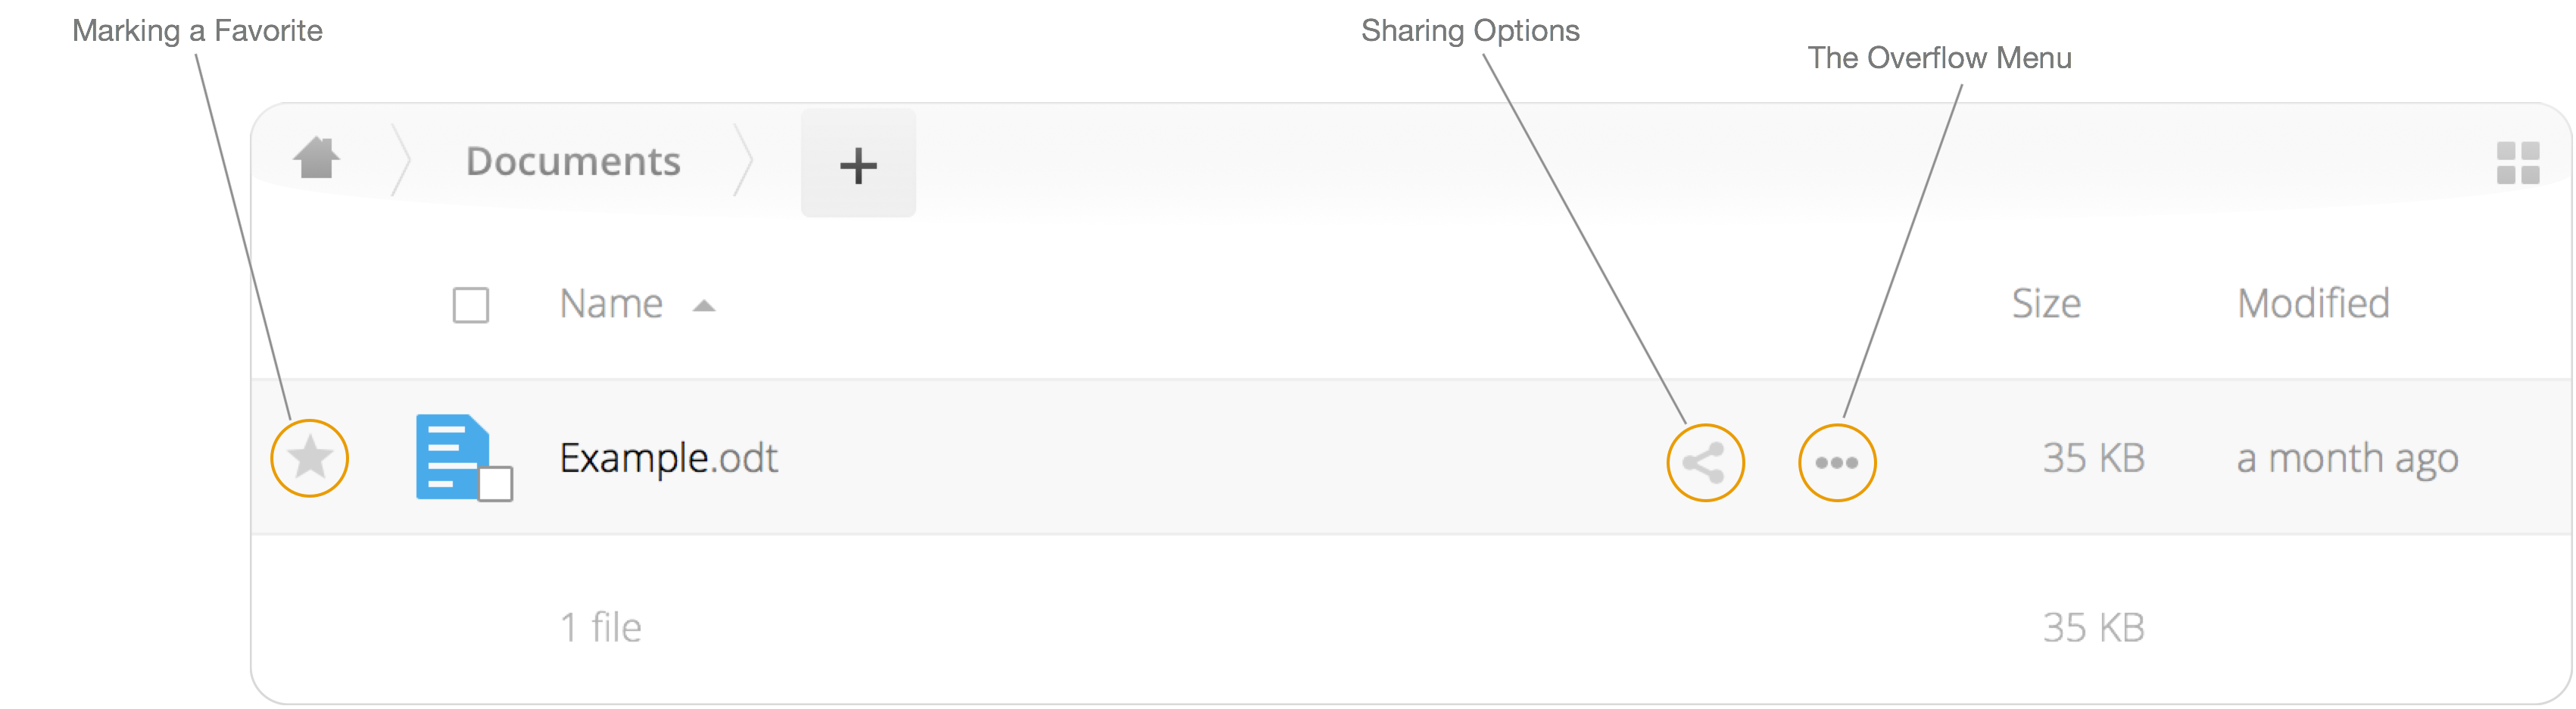 Marking a Favorite
Sharing Options
The Overflow Menu
Documents
+
Name
Size
Modified
Example.odt
35 KB
a month ago
1 file
35 KB